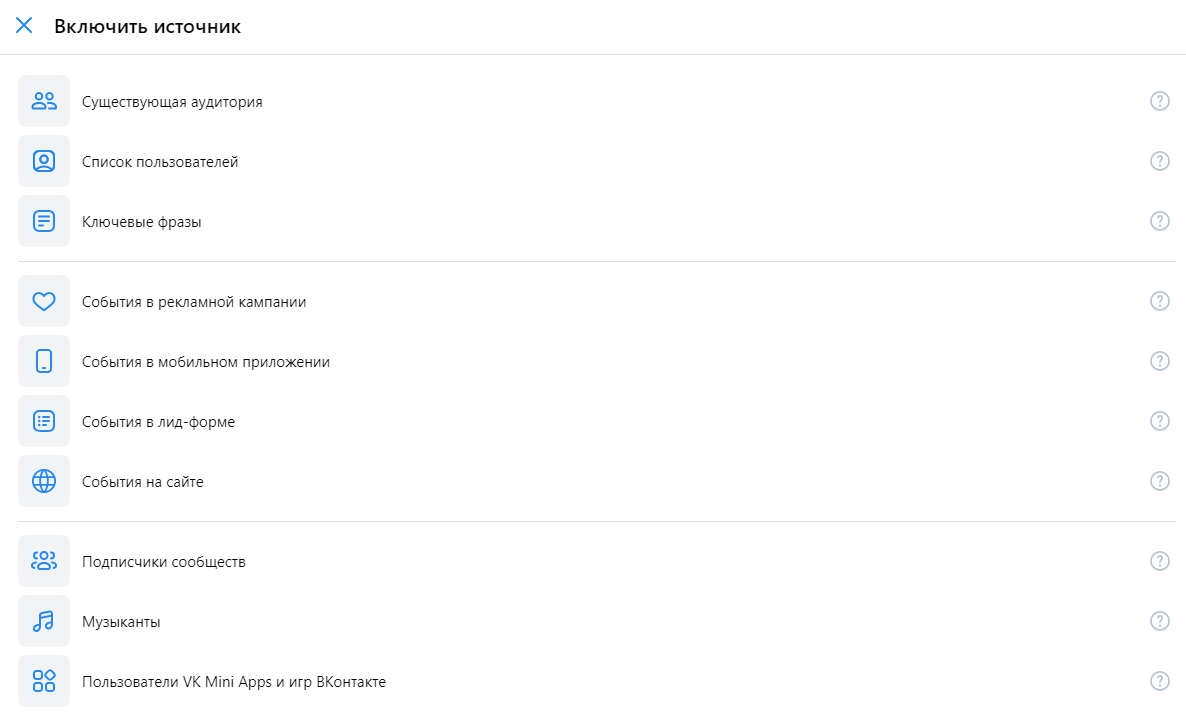 Включить источник
Существующая аудитория
Список пользователей
Ключевые фразы
События в рекламной кампании
События в мобильном приложении
События в лид-форме
События на сайте
Подписчики сообществ
Музыканты
Пользователи VK Mini Apps и игр ВКонтакте